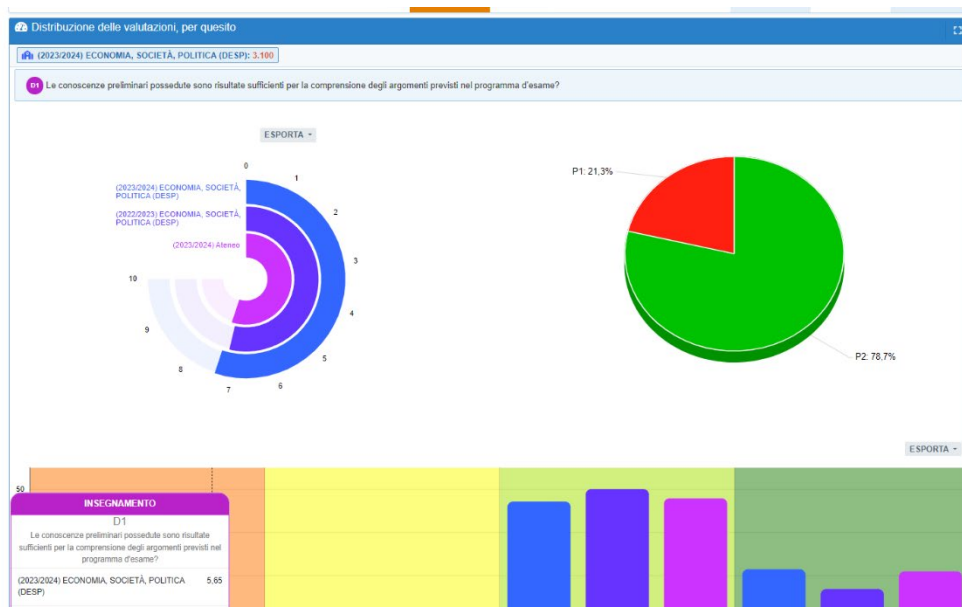 Distribuzione delle valutazioni, per quesito
(2023/2024) ECONOMIA, SOCIETÀ, POLITICA (DESP): 3.100
D1 Le conoscenze preliminari possedute sono risultate sufficienti per la comprensione degli argomenti previsti nel programma d'esame?
ESPORTA
0
1
2
3
4
5
6
7
8
9
10
(2023/2024) ECONOMIA, SOCIETÀ,
POLITICA (DESP)
(2022/2023) ECONOMIA, SOCIETÀ,
POLITICA (DESP)
(2023/2024) Ateneo
P1: 21,3%
P2: 78,7%
ESPORTA
50
INSEGNAMENTO
D1
Le conoscenze preliminari possedute sono risultate
sufficienti per la comprensione degli argomenti previsti nel
programma d'esame?
(2023/2024) ECONOMIA, SOCIETÀ, POLITICA 5,65
(DESP)